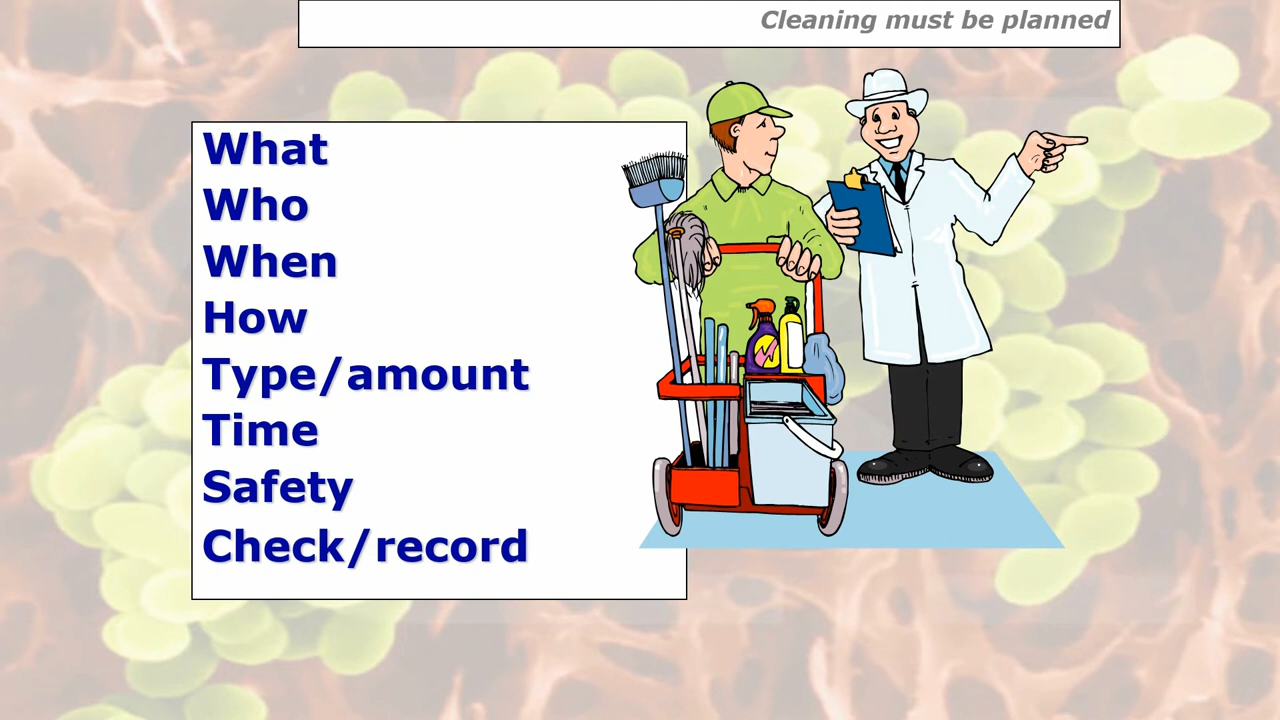 Cleaning must be planned
What
Who
When
How
Type/amount
Time
Safety
Check/record